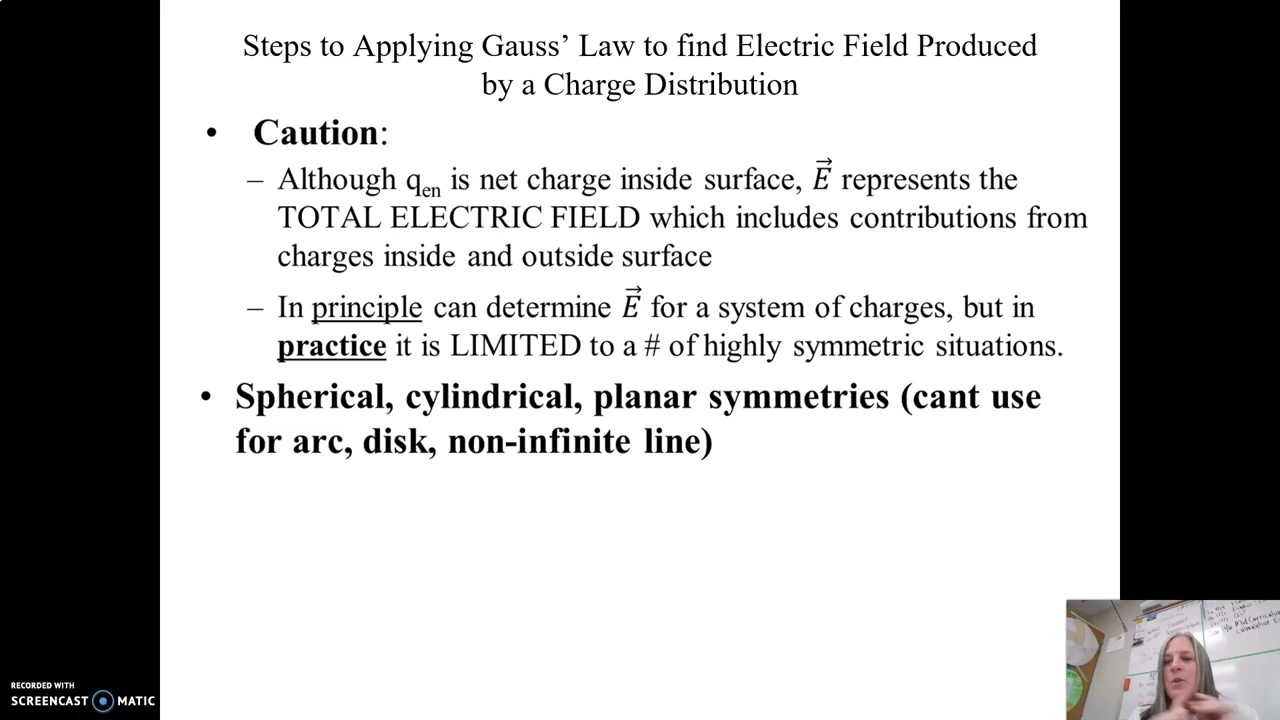 Steps to Applying Gauss’ Law to find Electric Field Produced
by a Charge Distribution
• Caution:
– Although qen is net charge inside surface, E⃗ represents the
TOTAL ELECTRIC FIELD which includes contributions from
charges inside and outside surface
– In principle can determine E⃗ for a system of charges, but in
practice it is LIMITED to a # of highly symmetric situations.
• Spherical, cylindrical, planar symmetries (cant use
for arc, disk, non-infinite line)
RECORDED WITH
SCREENCAST MATIC